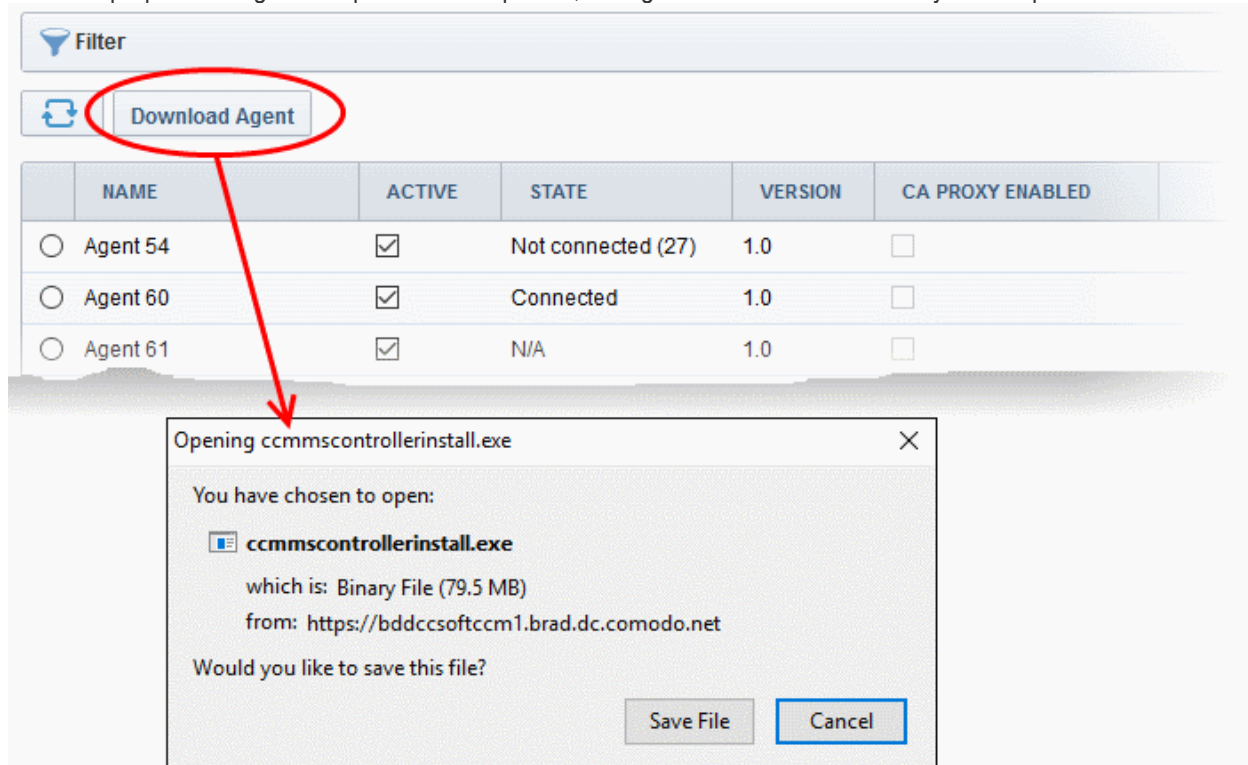 Filter
Download Agent
NAME ACTIVE STATE VERSION CA PROXY ENABLED
Agent 54 Not connected (27) 1.0
Agent 60 Connected 1.0
Agent 61 N/A 1.0
Opening ccmmscontrollerinstall.exe
You have chosen to open:
ccmmscontrollerinstall.exe
which is: Binary File (79.5 MB)
from: https://bddccsoftccm1.brad.dc.comodo.net
Would you like to save this file?
Save File Cancel